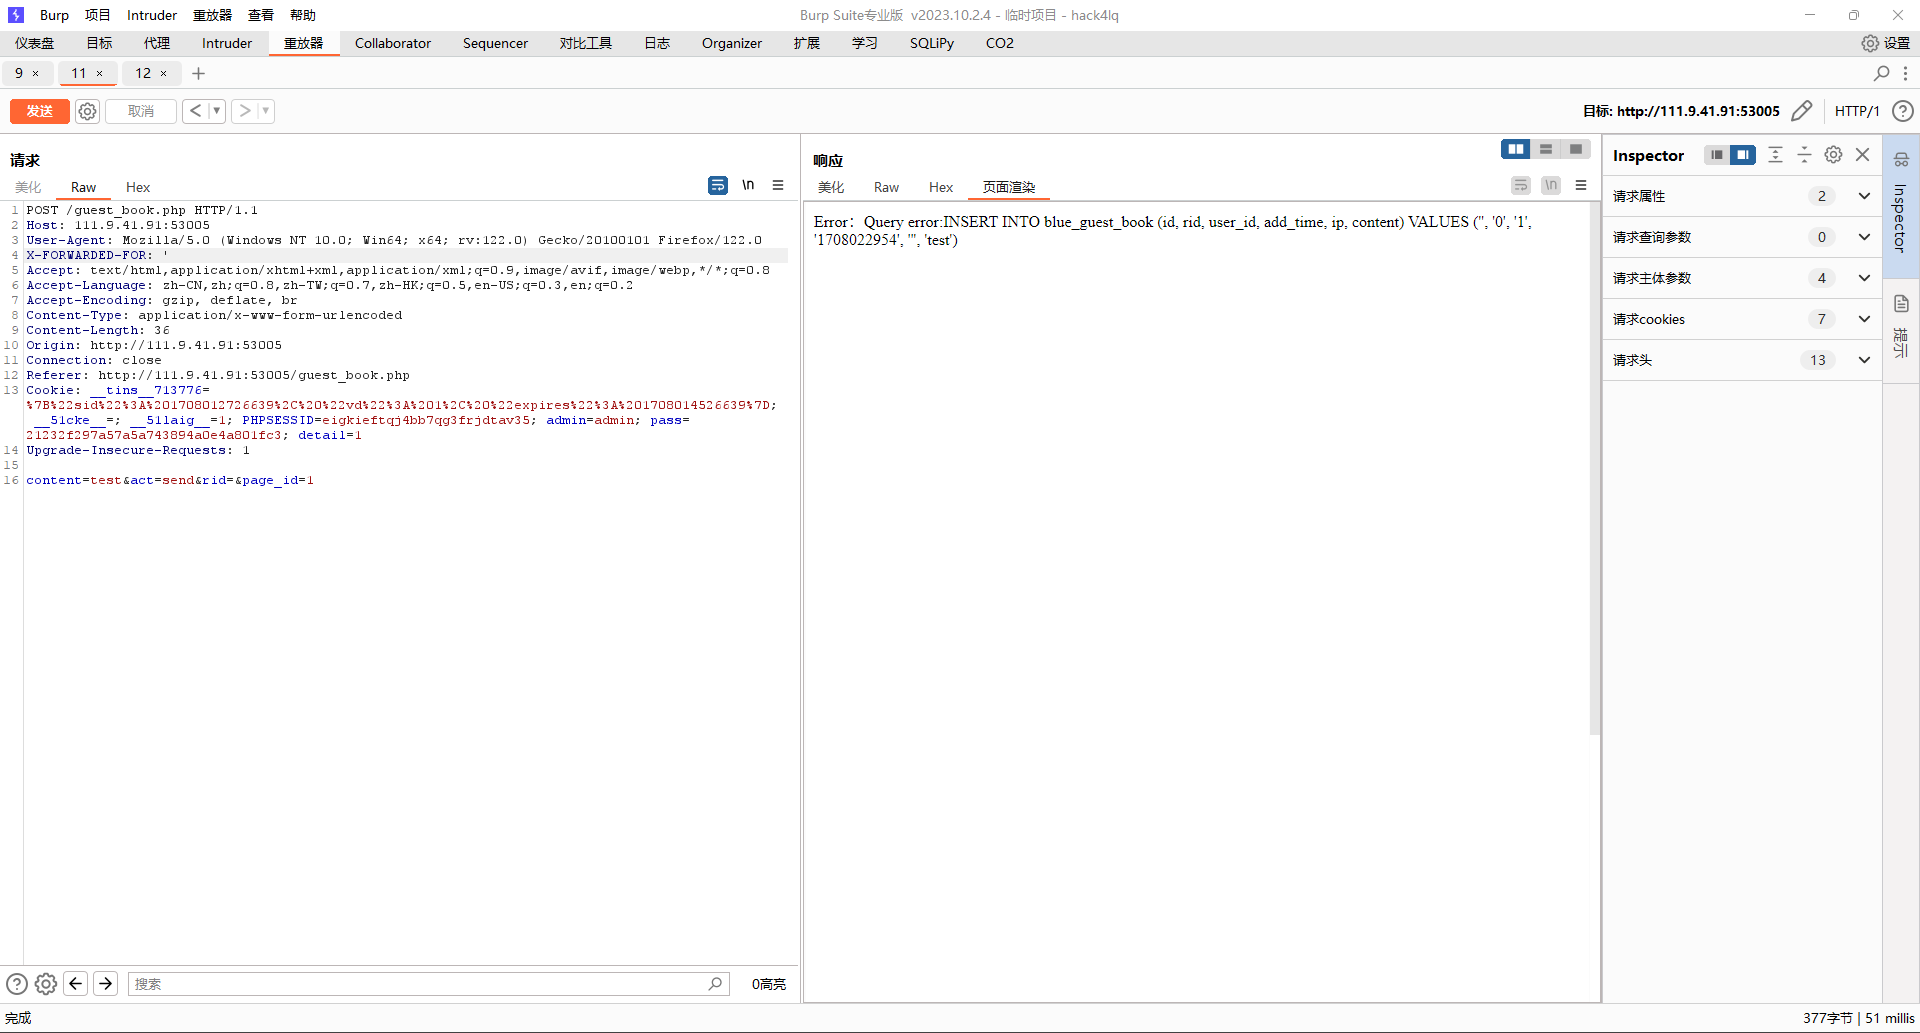 Burp 项目 Intruder 重放器 查看 帮助 Burp Suite专业版 v2023.10.2.4 - 临时项目 - hack4lq
仪表盘 目标 代理 Intruder 重放器 Collaborator Sequencer 对比工具 日志 Organizer 扩展 学习 SQLiPy CO2 设置
9 × 11 × 12 × +
发送 取消 < > 目标: http://111.9.41.91:53005 HTTP/1 ?
请求
美化 Raw Hex \n
1 POST /guest_book.php HTTP/1.1
2 Host: 111.9.41.91:53005
3 User-Agent: Mozilla/5.0 (Windows NT 10.0; Win64; x64; rv:122.0) Gecko/20100101 Firefox/122.0
4 X-FORWARDED-FOR: '
5 Accept: text/html,application/xhtml+xml,application/xml;q=0.9,image/avif,image/webp,*/*;q=0.8
6 Accept-Language: zh-CN,zh;q=0.8,zh-TW;q=0.7,zh-HK;q=0.5,en-US;q=0.3,en;q=0.2
7 Accept-Encoding: gzip, deflate, br
8 Content-Type: application/x-www-form-urlencoded
9 Content-Length: 36
10 Origin: http://111.9.41.91:53005
11 Connection: close
12 Referer: http://111.9.41.91:53005/guest_book.php
13 Cookie: __tins__713776=
%7B%22sid%22%3A%201708012726639%2C%20%22vd%22%3A%201%2C%20%22expires%22%3A%201708014526639%7D;
__51cke__=; __51laig__=1; PHPSESSID=eigkieftqj4bb7qg3frjdtav35; admin=admin; pass=
21232f297a57a5a743894a0e4a801fc3; detail=1
14 Upgrade-Insecure-Requests: 1
15
16 content=test&act=send&rid=&page_id=1
响应
美化 Raw Hex 页面渲染 \n
Error：Query error:INSERT INTO blue_guest_book (id, rid, user_id, add_time, ip, content) VALUES ('', '0', '1',
'1708022954', ''', 'test')
Inspector
请求属性 2
请求查询参数 0
请求主体参数 4
请求cookies 7
请求头 13
Inspector
提示
? 搜索 0高亮
完成 377字节 | 51 millis